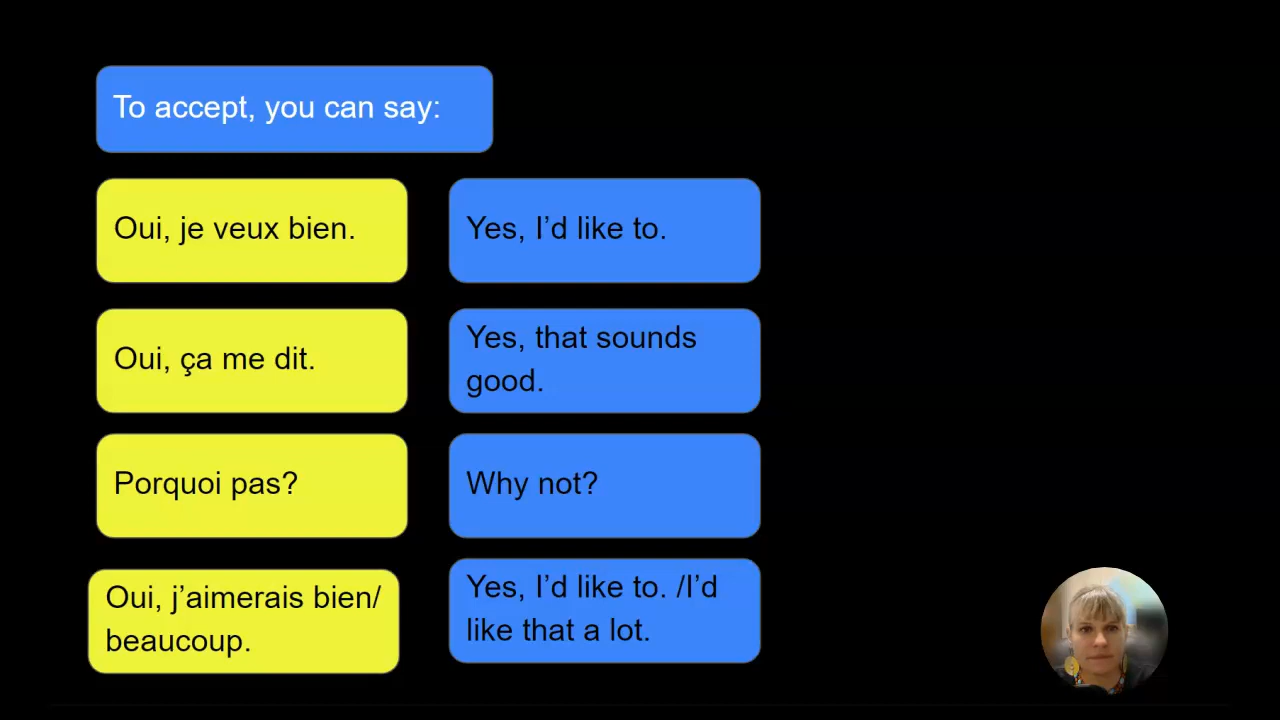 To accept, you can say:
Oui, je veux bien.
Yes, I’d like to.
Oui, ça me dit.
Yes, that sounds
good.
Porquoi pas?
Why not?
Oui, j’aimerais bien/
beaucoup.
Yes, I’d like to. /I’d
like that a lot.